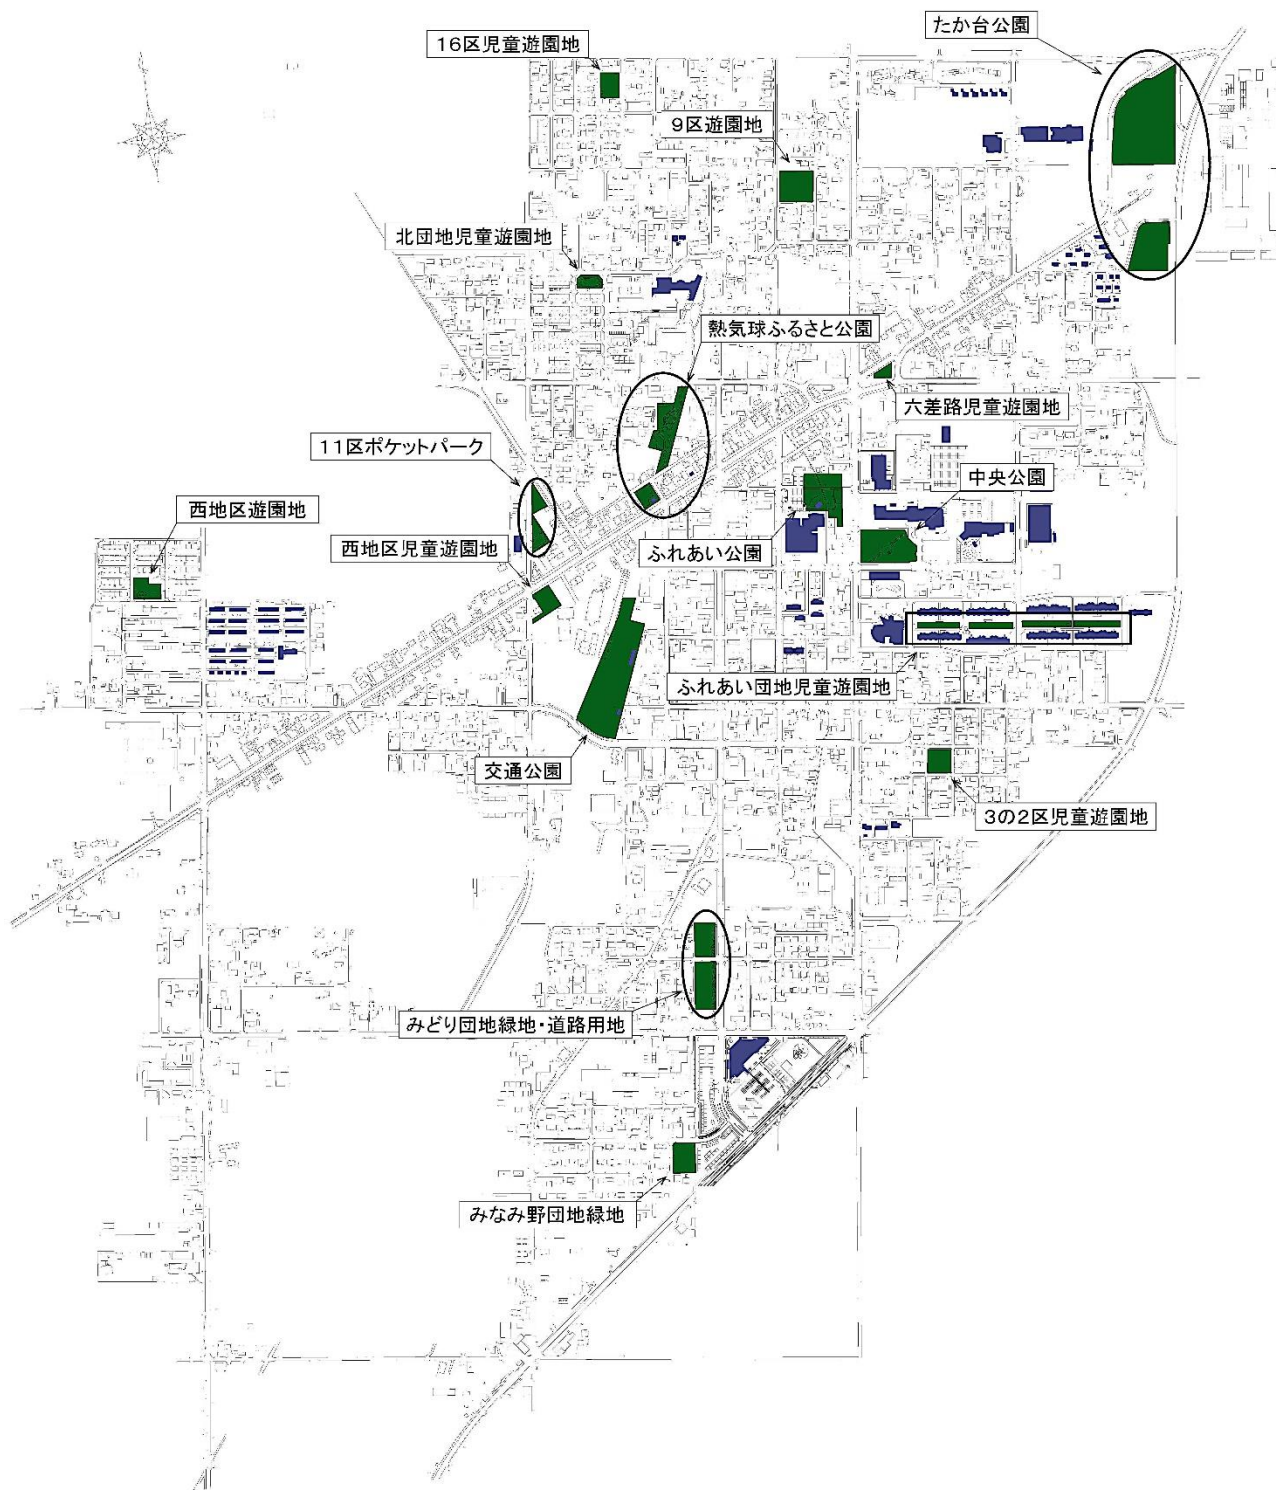 たか台公園
16区児童遊園地
9区遊園地
北団地児童遊園地
熱気球ふるさと公園
六差路児童遊園地
11区ポケットパーク
中央公園
西地区遊園地
西地区児童遊園地
ふれあい公園
ふれあい団地児童遊園地
交通公園
3の2区児童遊園地
みどり団地緑地・道路用地
みなみ野団地緑地